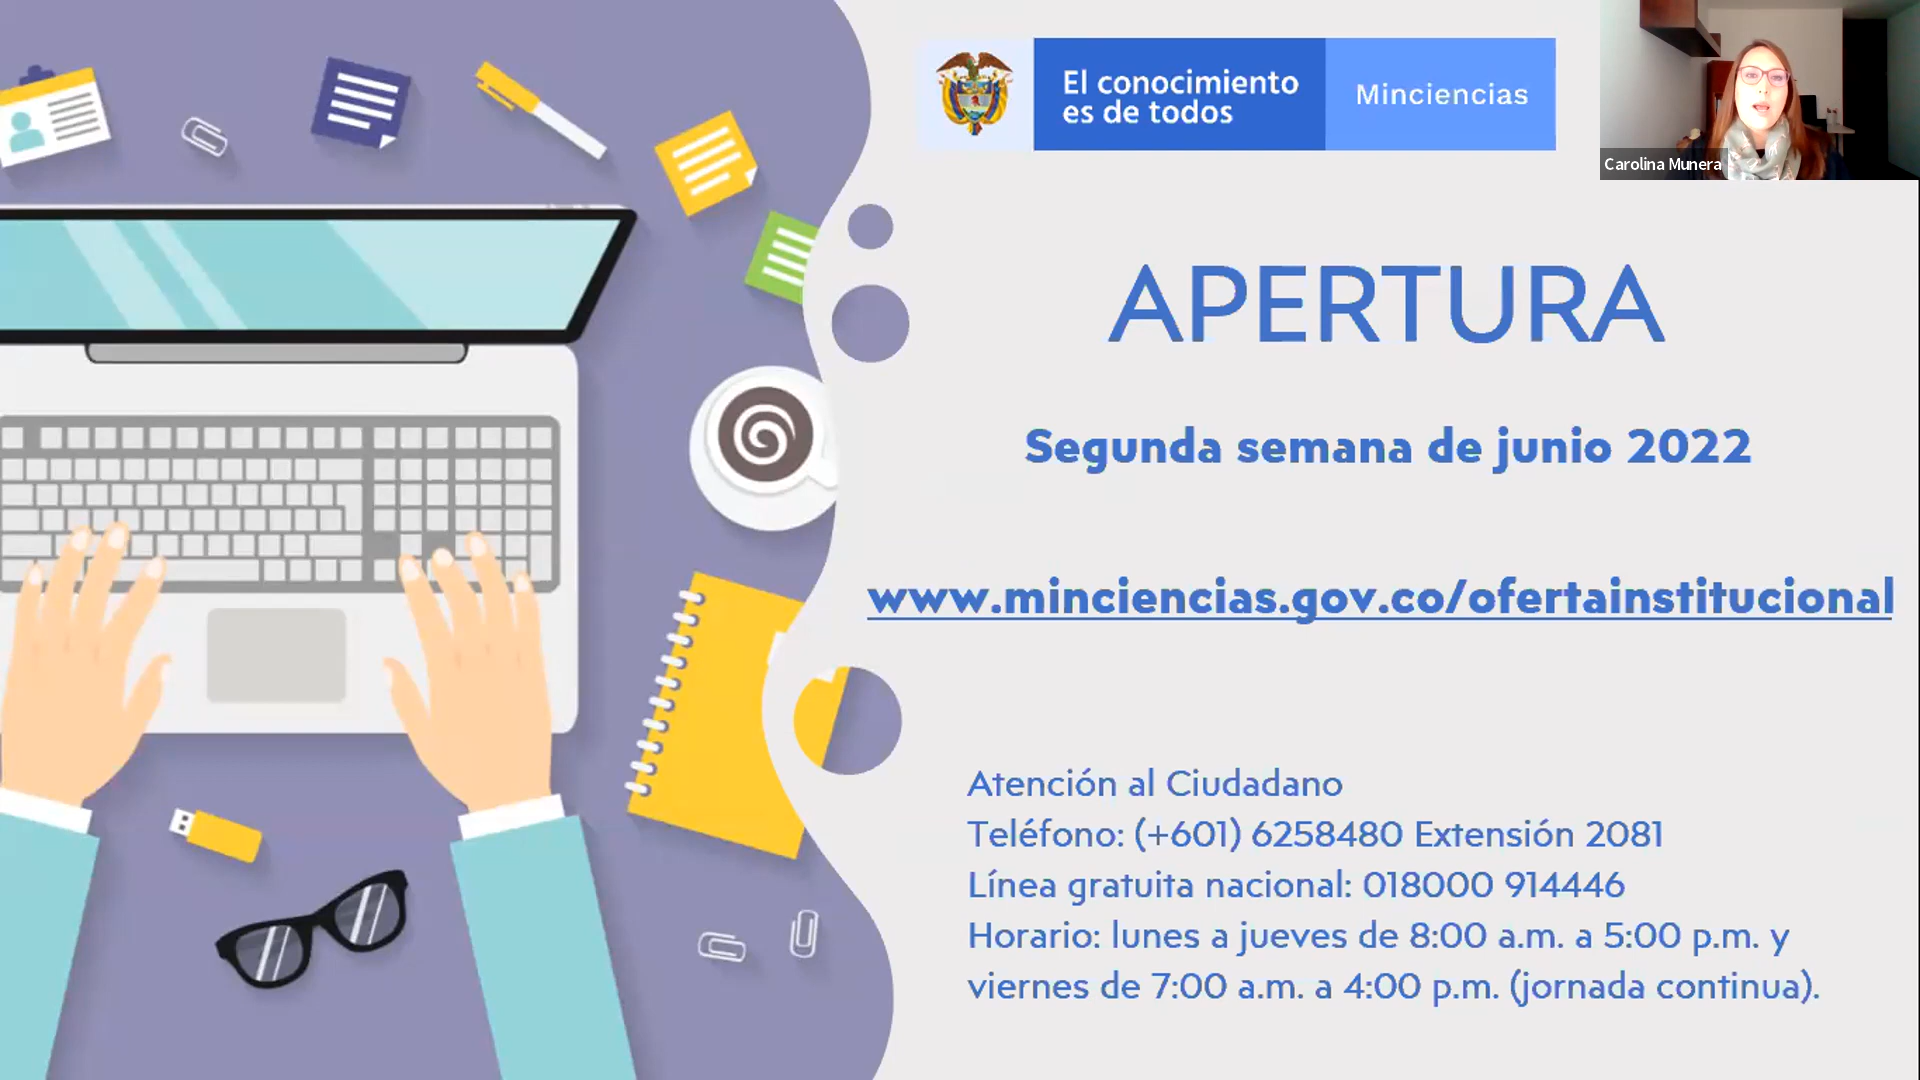 El conocimiento
es de todos
Minciencias
Carolina Munera
APERTURA
Segunda semana de junio 2022
www.minciencias.gov.co/ofertainstitucional
Atención al Ciudadano
Teléfono: (+601) 6258480 Extensión 2081
Línea gratuita nacional: 018000 914446
Horario: lunes a jueves de 8:00 a.m. a 5:00 p.m. y
viernes de 7:00 a.m. a 4:00 p.m. (jornada continua).